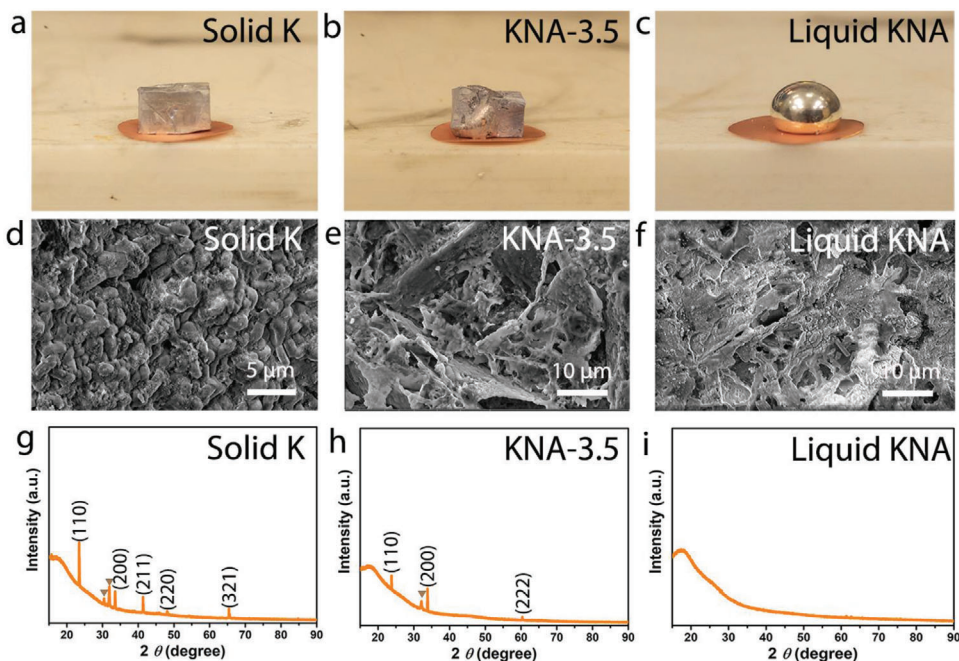 a Solid K
b KNA-3.5
c Liquid KNA
d Solid K
5 µm
e KNA-3.5
10 µm
f Liquid KNA
10 µm
g Solid K
Intensity (a.u.)
(110)
(200)
(211)
(220)
(321)
20 30 40 50 60 70 80 90
2 θ (degree)
h KNA-3.5
Intensity (a.u.)
(110)
(200)
(222)
20 30 40 50 60 70 80 90
2 θ (degree)
i Liquid KNA
Intensity (a.u.)
20 30 40 50 60 70 80 90
2 θ (degree)